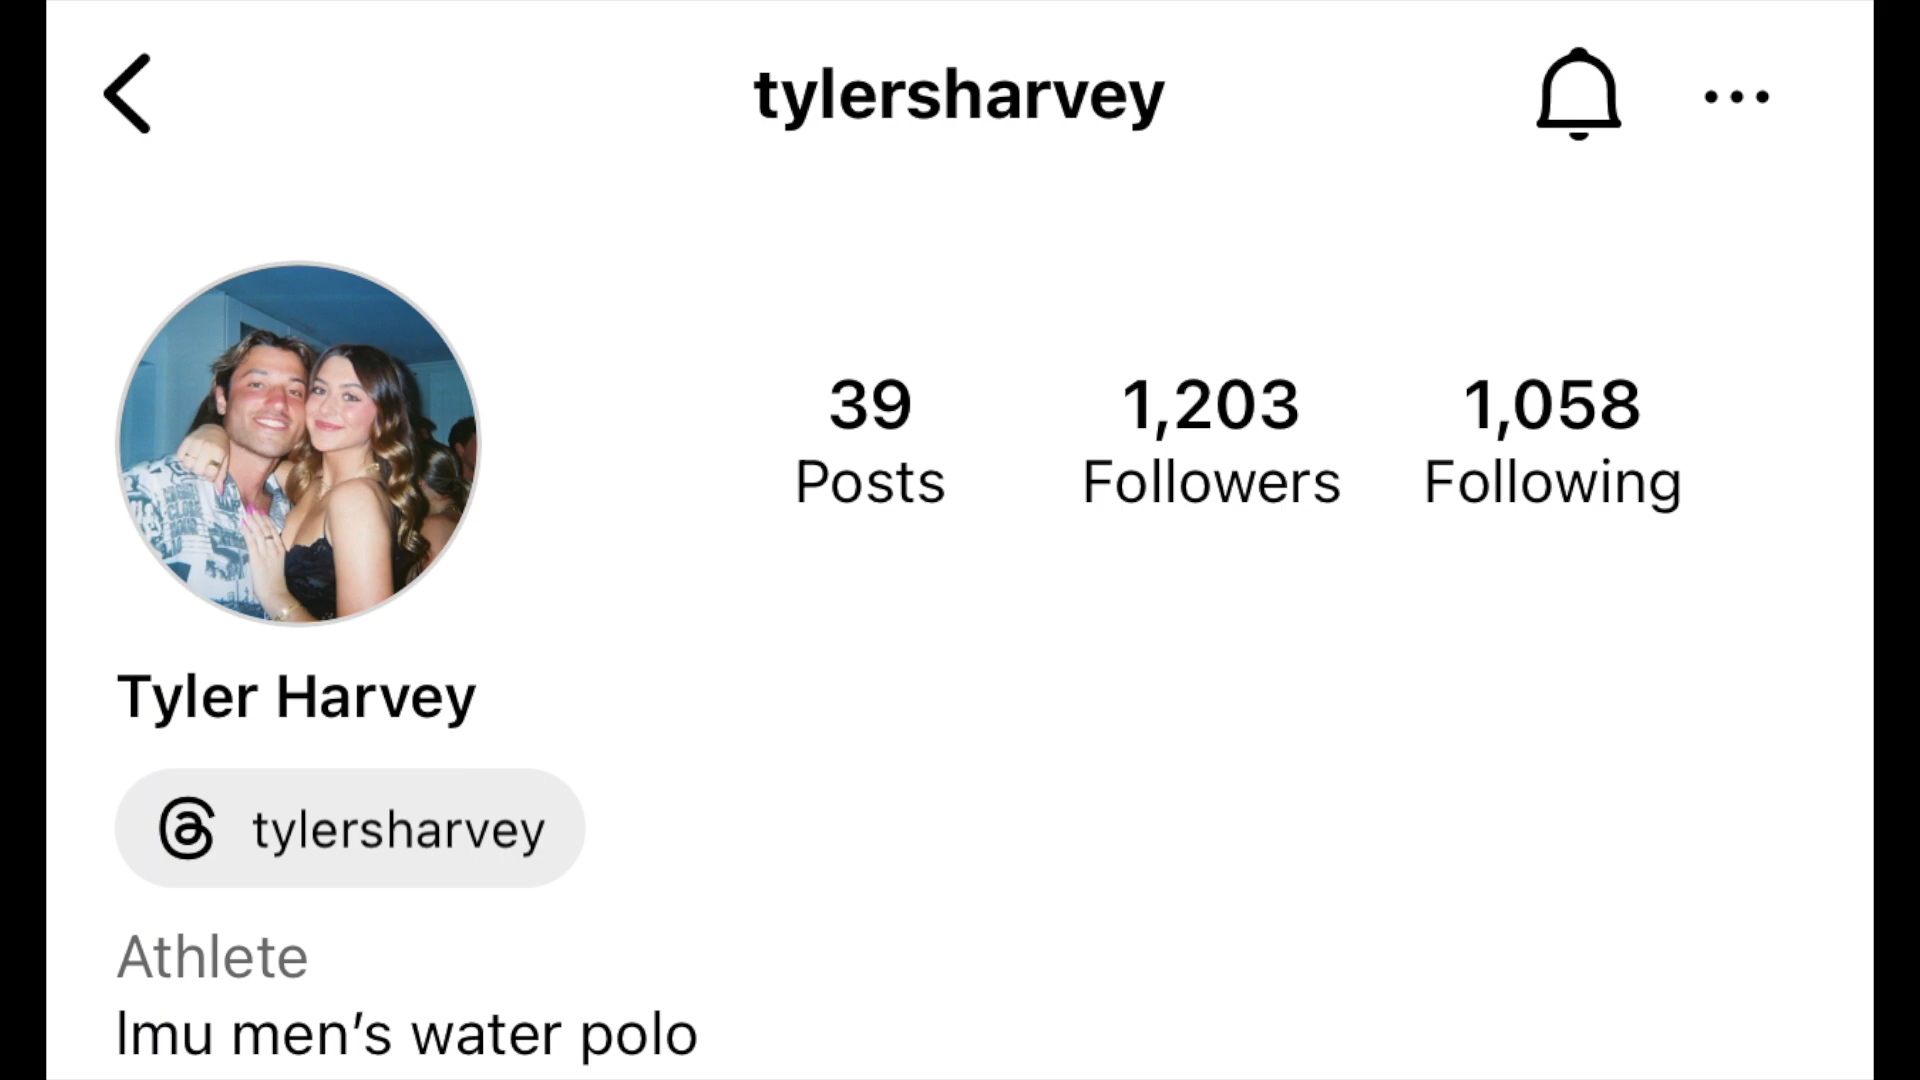 tylersharvey
39 1,203 1,058
Posts Followers Following
Tyler Harvey
tylersharvey
Athlete
lmu men’s water polo